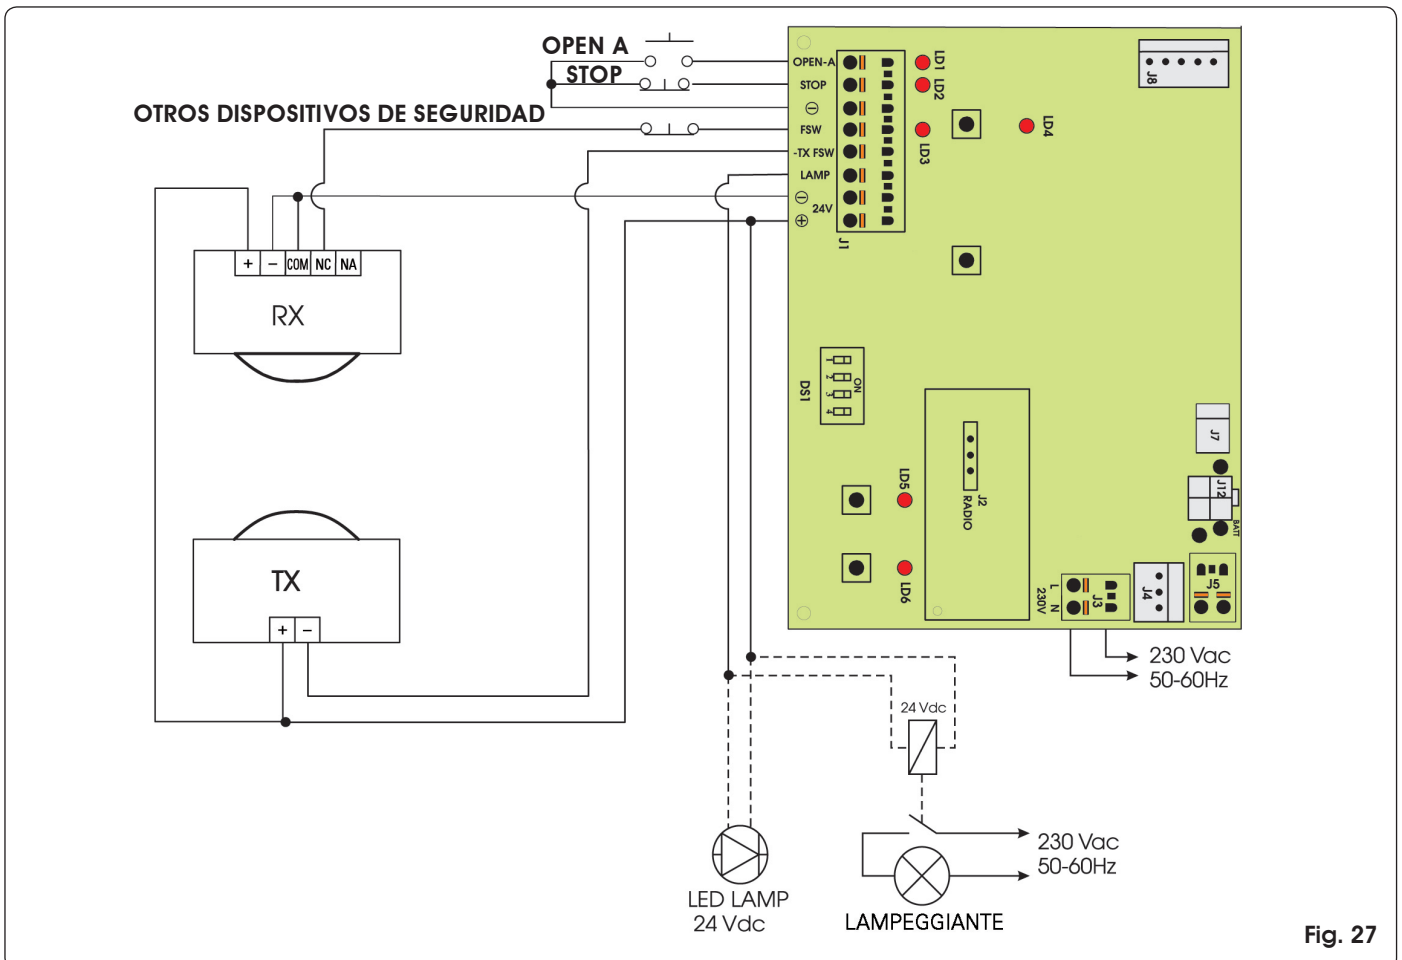 OPEN A
STOP
OTROS DISPOSITIVOS DE SEGURIDAD
OPEN-A
STOP
⊖
FSW
-TX FSW
LAMP
⊖
24V
⊕
J1
LD1
LD2
LD3
LD4
J8
+ − COM NC NA
RX
TX
+ −
DS1
1
2
3
4
ON
LD5
LD6
J2
RADIO
J7
J12
BATT
J5
J4
J3
L
N
230V
230 Vac
50-60Hz
24 Vdc
230 Vac
50-60Hz
LED LAMP
24 Vdc
LAMPEGGIANTE
Fig. 27